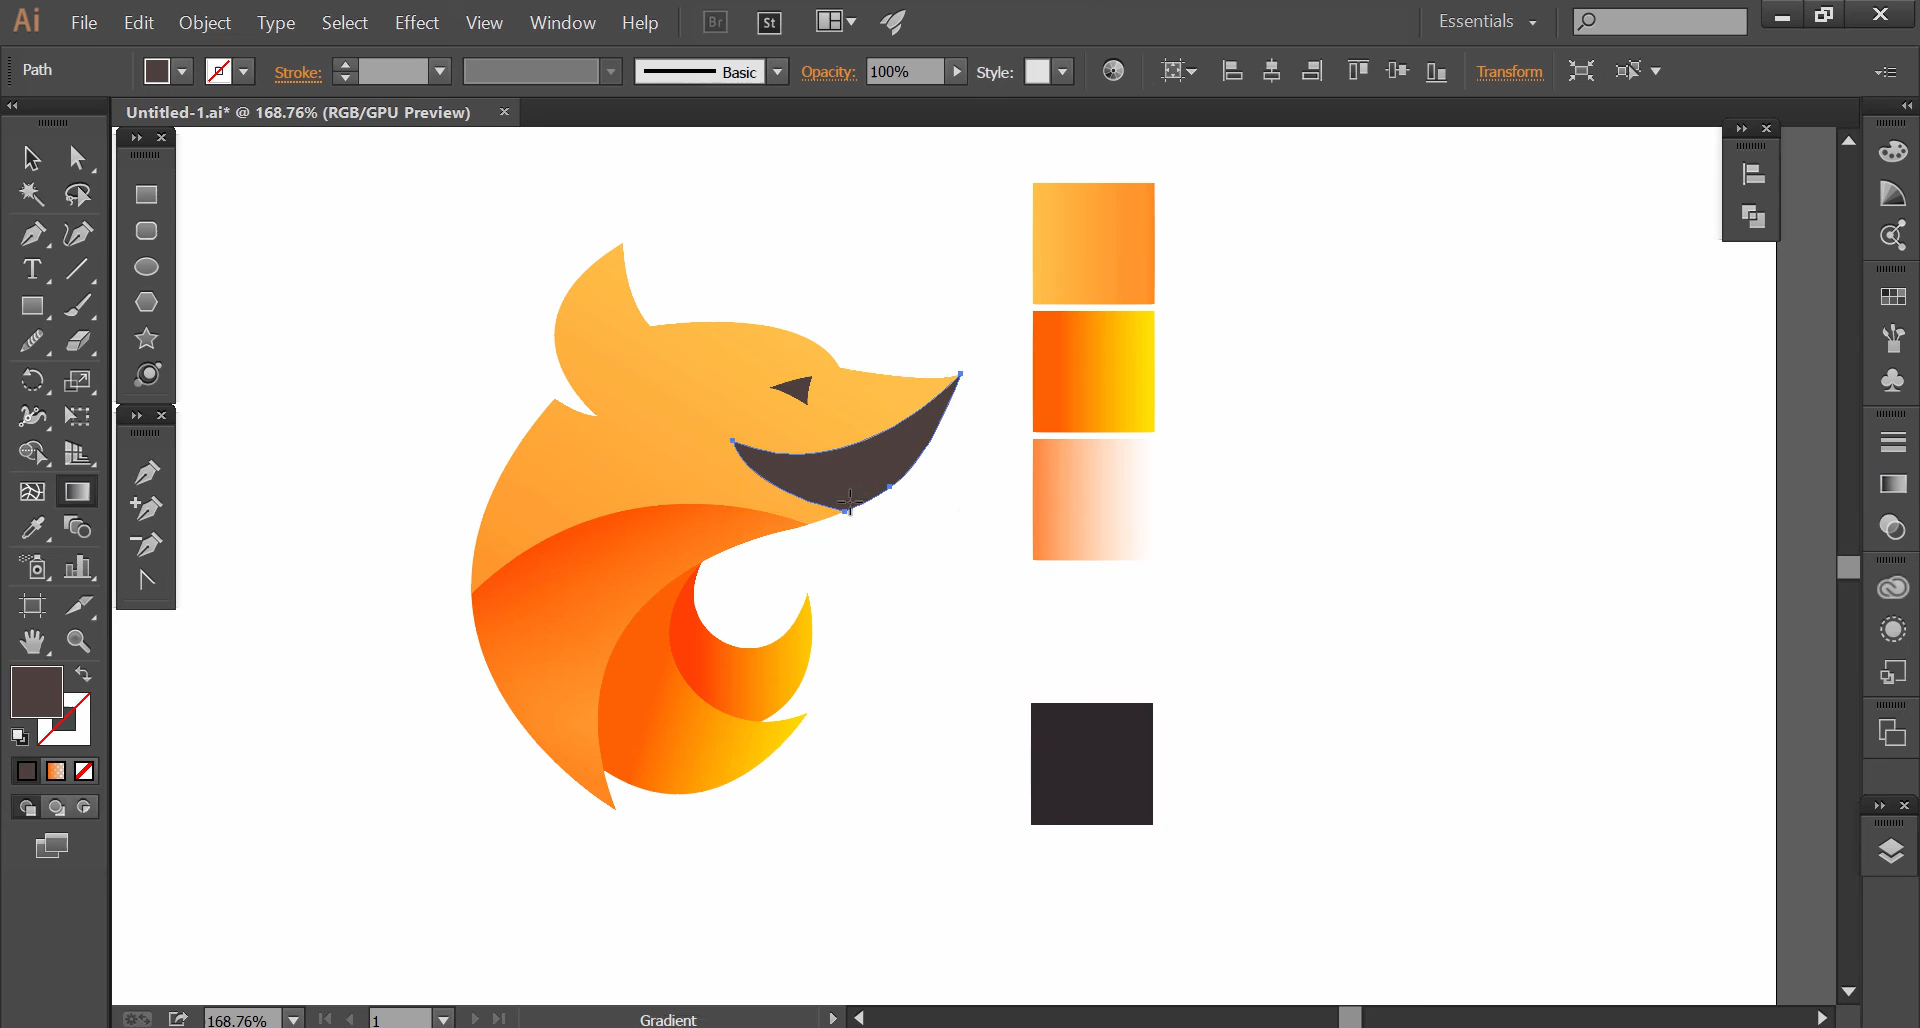 Ai File Edit Object Type Select Effect View Window Help Br St Essentials
Path Stroke: Basic Opacity: 100% Style: Transform
Untitled-1.ai* @ 168.76% (RGB/GPU Preview)
T
168.76% 1 Gradient